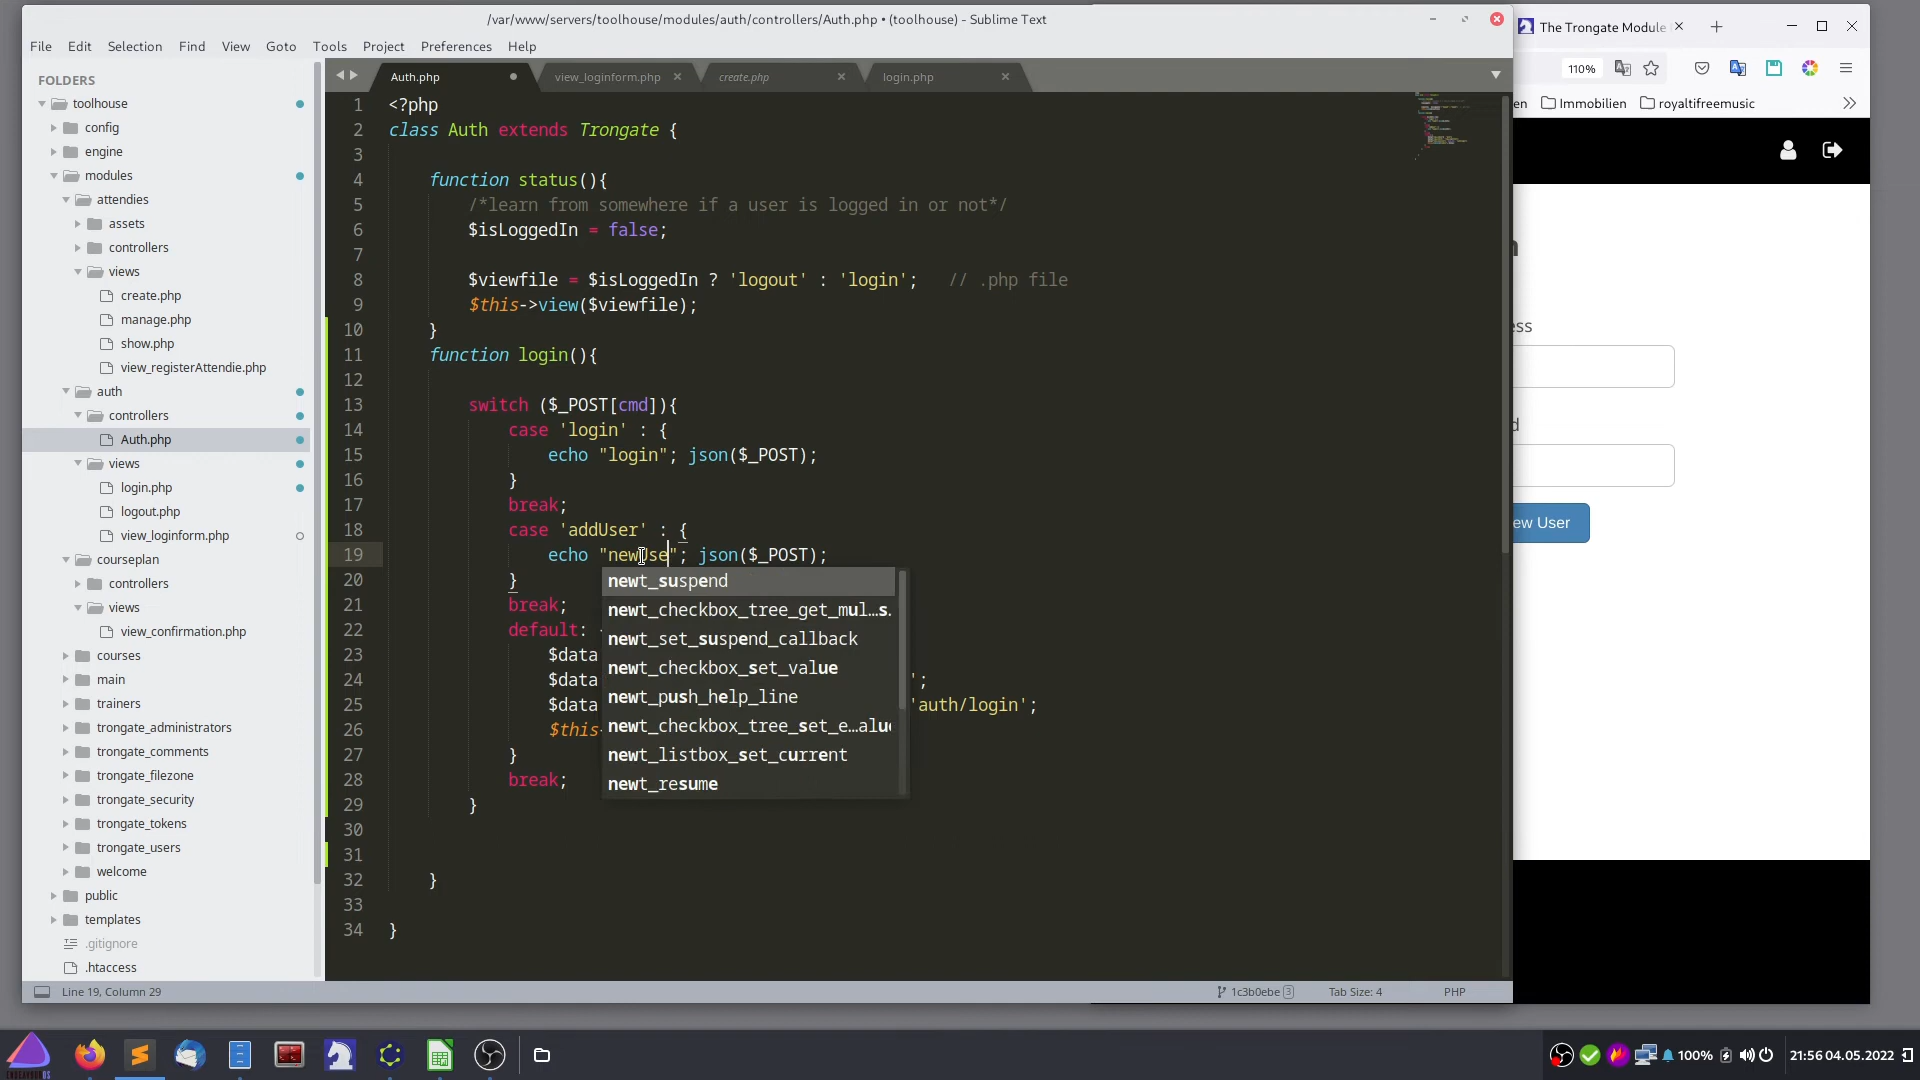 /var/www/servers/toolhouse/modules/auth/controllers/Auth.php • (toolhouse) - Sublime Text
File Edit Selection Find View Goto Tools Project Preferences Help
FOLDERS
toolhouse
config
engine
modules
attendies
assets
controllers
views
create.php
manage.php
show.php
view_registerAttendie.php
auth
controllers
Auth.php
views
login.php
logout.php
view_loginform.php
courseplan
controllers
views
view_confirmation.php
courses
main
trainers
trongate_administrators
trongate_comments
trongate_filezone
trongate_security
trongate_tokens
trongate_users
welcome
public
templates
.gitignore
.htaccess
Auth.php view_loginform.php create.php login.php
1 <?php
2 class Auth extends Trongate {
3
4 function status(){
5 /*learn from somewhere if a user is logged in or not*/
6 $isLoggedIn = false;
7
8 $viewfile = $isLoggedIn ? 'logout' : 'login'; // .php file
9 $this->view($viewfile);
10 }
11 function login(){
12
13 switch ($_POST[cmd]){
14 case 'login' : {
15 echo "login"; json($_POST);
16 }
17 break;
18 case 'addUser' : {
19 echo "newUse"; json($_POST);
20 }
21 break;
22 default:
23 $data
24 $data ';
25 $data 'auth/login';
26 $this-
27 }
28 break;
29 }
30
31
32 }
33
34 }
newt_suspend
newt_checkbox_tree_get_mul…s.
newt_set_suspend_callback
newt_checkbox_set_value
newt_push_help_line
newt_checkbox_tree_set_e…alue
newt_listbox_set_current
newt_resume
Line 19, Column 29 1c3b0ebe 3 Tab Size: 4 PHP
The Trongate Module
110%
en Immobilien royaltifreemusic
n
ess
d
ew User
100% 21:56 04.05.2022